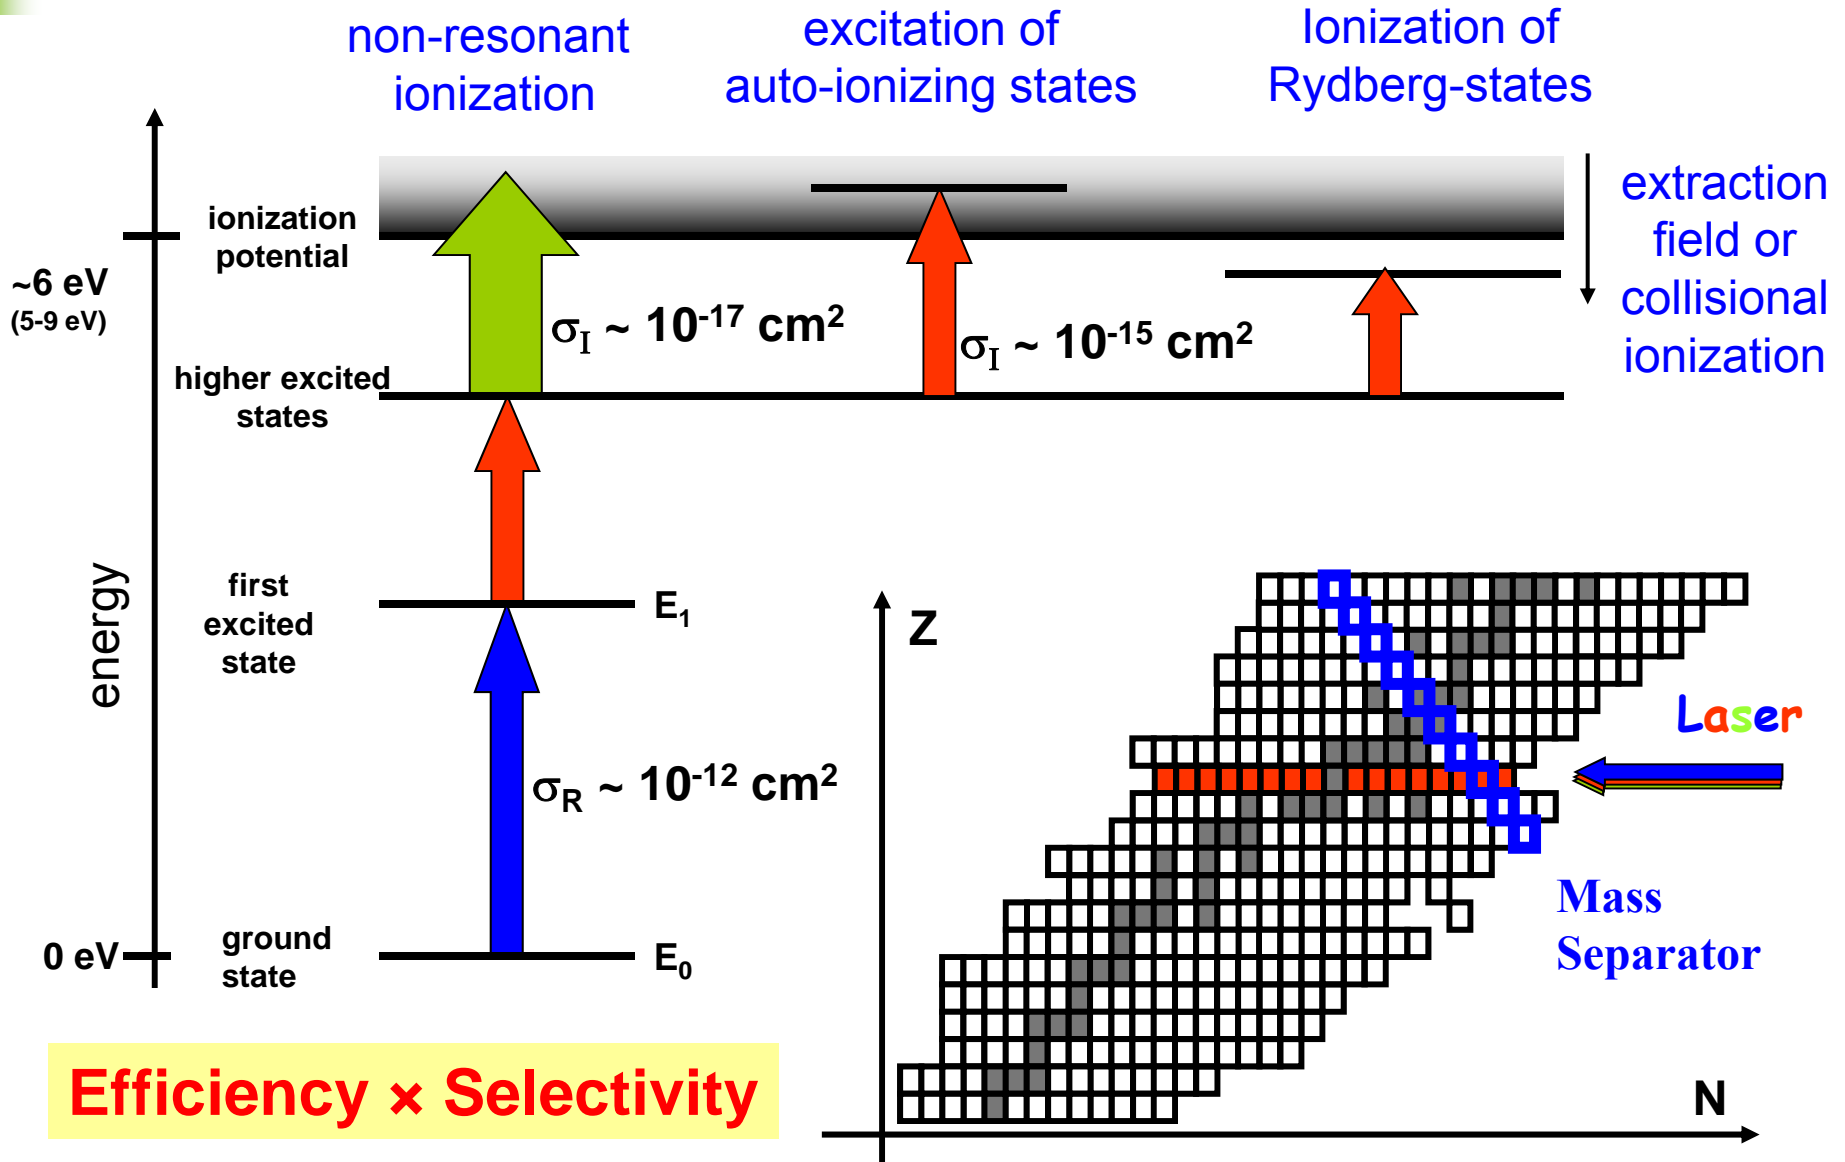 non-resonant
ionization
excitation of
auto-ionizing states
Ionization of
Rydberg-states
ionization
potential
~6 eV
(5-9 eV)
σI ~ 10-17 cm2
σI ~ 10-15 cm2
extraction
field or
collisional
ionization
higher excited
states
energy
first
excited
state
E1
σR ~ 10-12 cm2
0 eV
ground
state
E0
Z
Laser
Mass
Separator
N
Efficiency × Selectivity